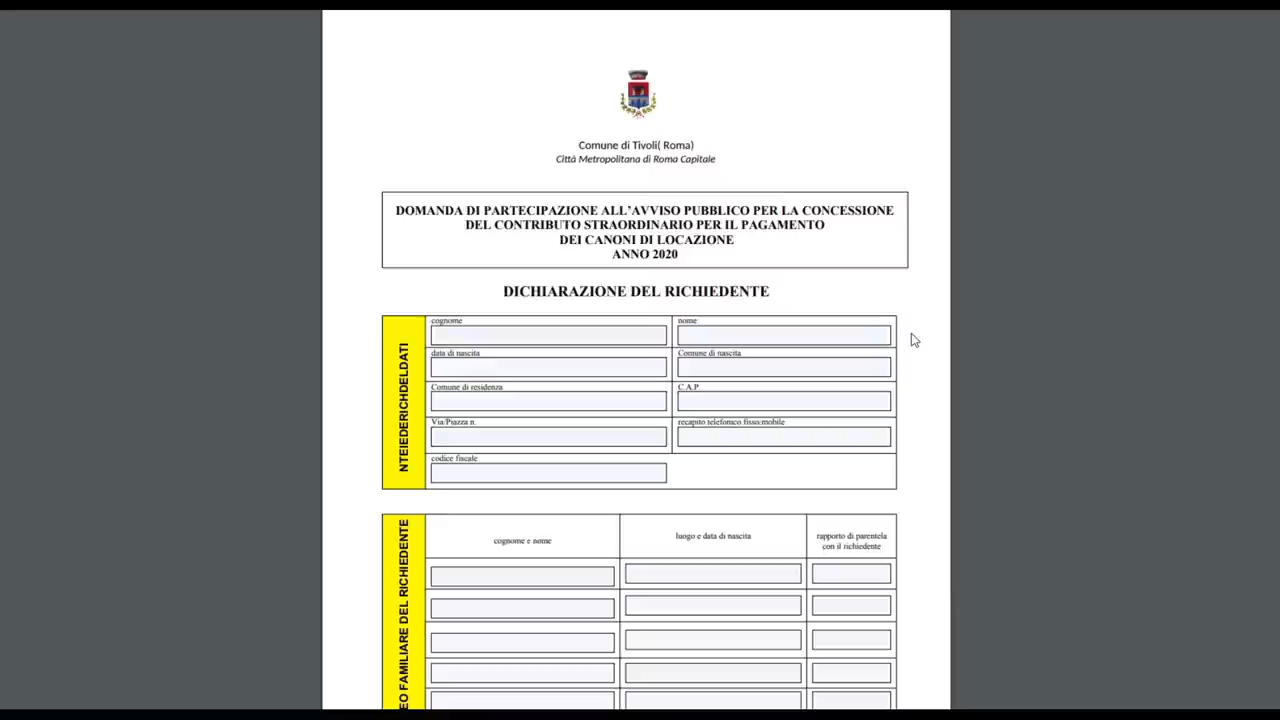 Comune di Tivoli( Roma)
Città Metropolitana di Roma Capitale
DOMANDA DI PARTECIPAZIONE ALL'AVVISO PUBBLICO PER LA CONCESSIONE
DEL CONTRIBUTO STRAORDINARIO PER IL PAGAMENTO
DEI CANONI DI LOCAZIONE
ANNO 2020
DICHIARAZIONE DEL RICHIEDENTE
NTEIEDERICHDELDATI
cognome
nome
data di nascita
Comune di nascita
Comune di residenza
C.A.P.
Via/Piazza n.
recapito telefonico fisso/mobile
codice fiscale
EO FAMILIARE DEL RICHIEDENTE
cognome e nome
luogo e data di nascita
rapporto di parentela
con il richiedente